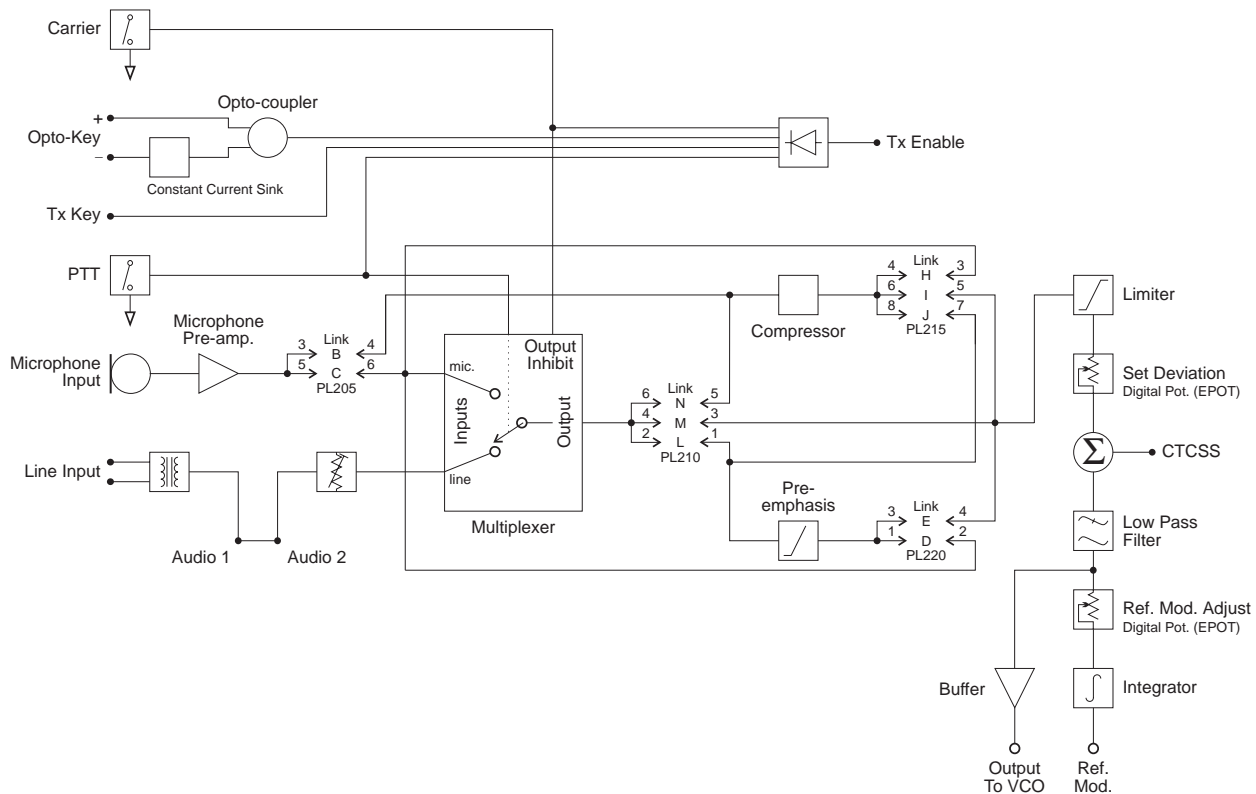 Carrier
Opto-coupler
+
Opto-Key
–
Constant Current Sink
Tx Enable
Tx Key
PTT
Microphone
Pre-amp.
Microphone
Input
3
5
Link
B
C
PL205
4
6
Compressor
4
6
8
Link
H
I
J
PL215
3
5
7
Limiter
Output
Inhibit
mic.
Inputs
Output
line
Multiplexer
6
4
2
Link
N
M
L
PL210
5
3
1
Set Deviation
Digital Pot. (EPOT)
Σ
CTCSS
Line Input
Audio 1
Audio 2
Pre-
emphasis
3
1
Link
E
D
PL220
4
2
Low Pass
Filter
Ref. Mod. Adjust
Digital Pot. (EPOT)
Buffer
Integrator
Output
To VCO
Ref.
Mod.